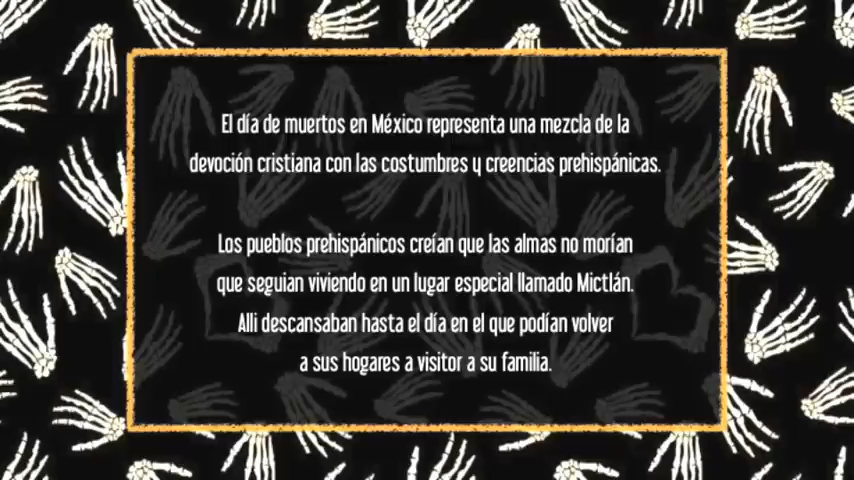 El día de muertos en México representa una mezcla de la
devoción cristiana con las costumbres y creencias prehispánicas.
Los pueblos prehispánicos creían que las almas no morían
que seguian viviendo en un lugar especial llamado Mictlán.
Alli descansaban hasta el día en el que podían volver
a sus hogares a visitor a su familia.